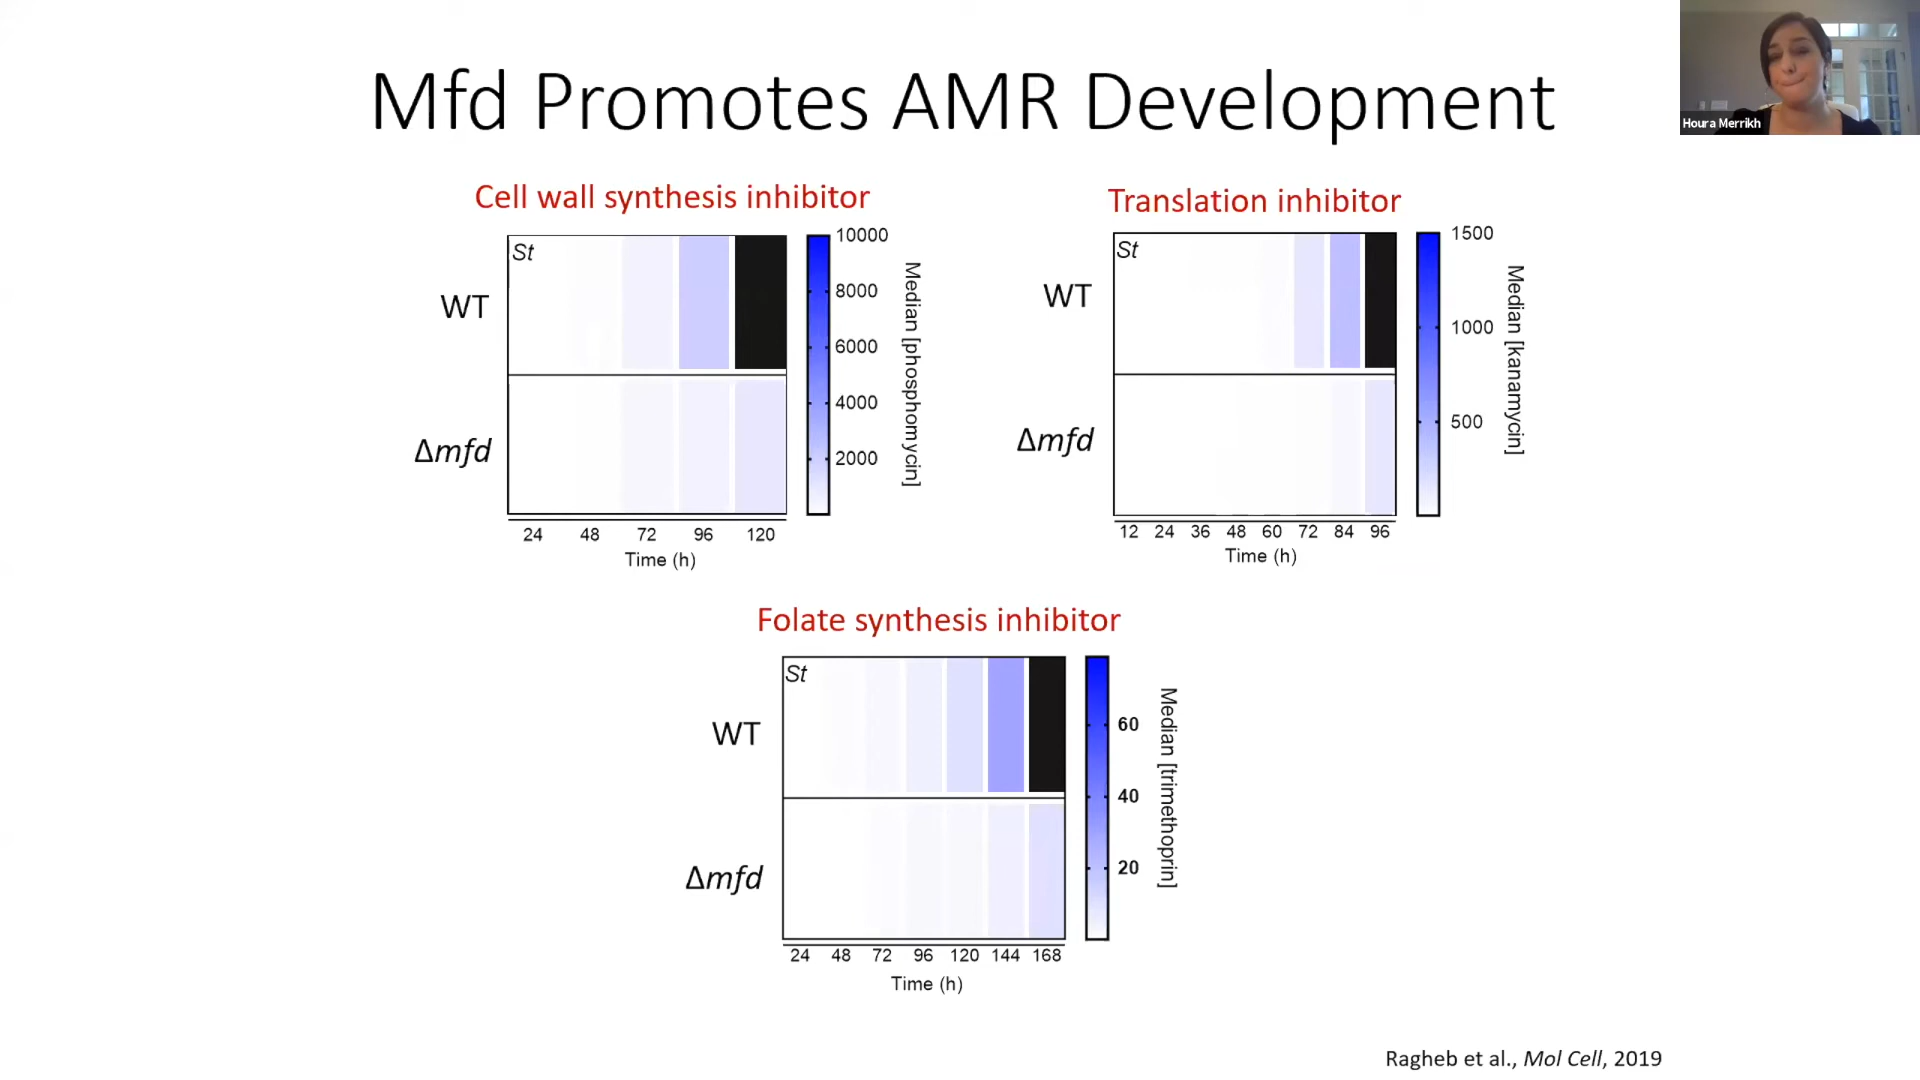 Mfd Promotes AMR Development
Houra Merrikh
Cell wall synthesis inhibitor
St
WT
Δmfd
10000
8000
6000
4000
2000
Median [phosphomycin]
24 48 72 96 120
Time (h)
Translation inhibitor
St
WT
Δmfd
1500
1000
500
Median [kanamycin]
12 24 36 48 60 72 84 96
Time (h)
Folate synthesis inhibitor
St
WT
Δmfd
60
40
20
Median [trimethoprin]
24 48 72 96 120 144 168
Time (h)
Ragheb et al., Mol Cell, 2019